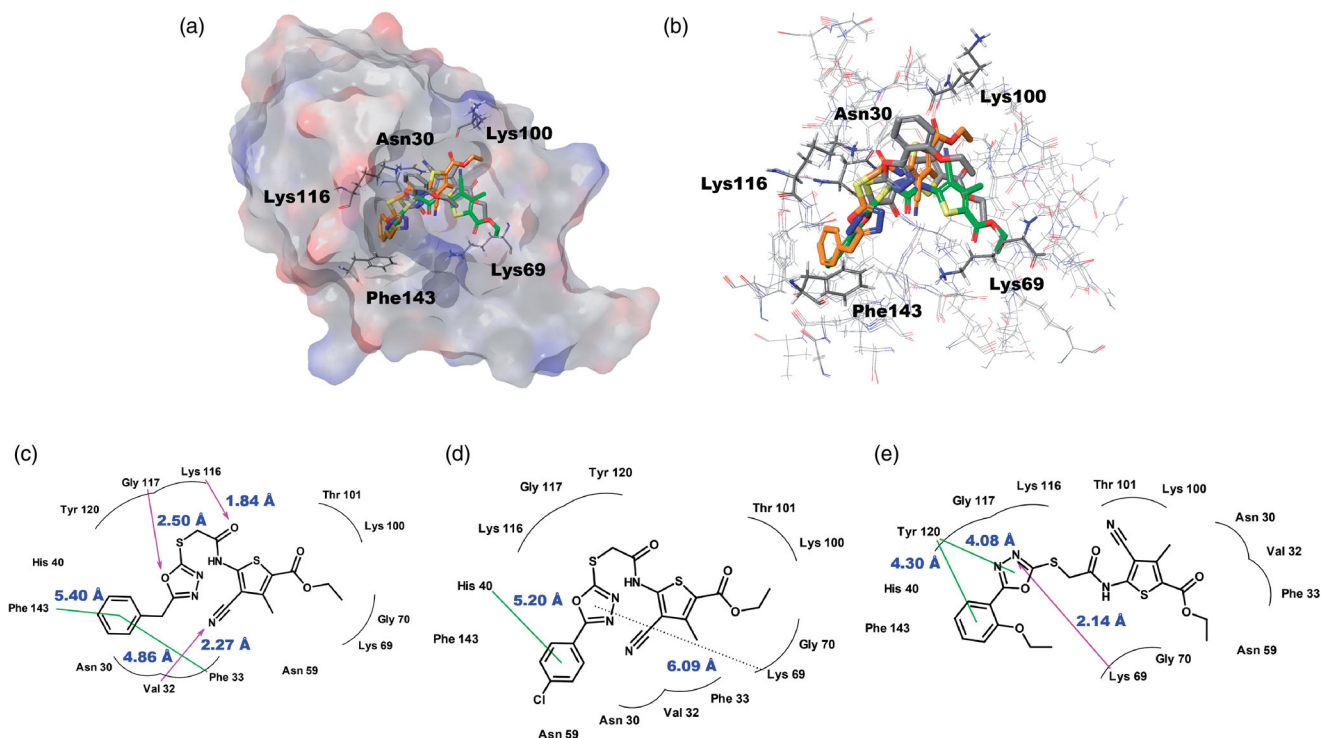 (a)
Asn30
Lys100
Lys116
Lys69
Phe143
(b)
Lys100
Asn30
Lys116
Lys69
Phe143
(c)
Lys 116
Gly 117
1.84 Å
Thr 101
Tyr 120
2.50 Å
O
Lys 100
S
NH
S
O
O
His 40
O
N
N
5.40 Å
Phe 143
N
Gly 70
2.27 Å
Lys 69
4.86 Å
Asn 30
Phe 33
Asn 59
Val 32
(d)
Tyr 120
Gly 117
Thr 101
Lys 116
Lys 100
S
O
NH
S
O
O
His 40
5.20 Å
O
N
N
Phe 143
N
Gly 70
6.09 Å
Lys 69
Cl
Phe 33
Val 32
Asn 30
Asn 59
(e)
Lys 116
Thr 101
Lys 100
Gly 117
Asn 30
Tyr 120
4.08 Å
N
Val 32
4.30 Å
N
N
S
O
Phe 33
His 40
O
N
H
S
O
O
Phe 143
O
2.14 Å
Asn 59
Gly 70
Lys 69